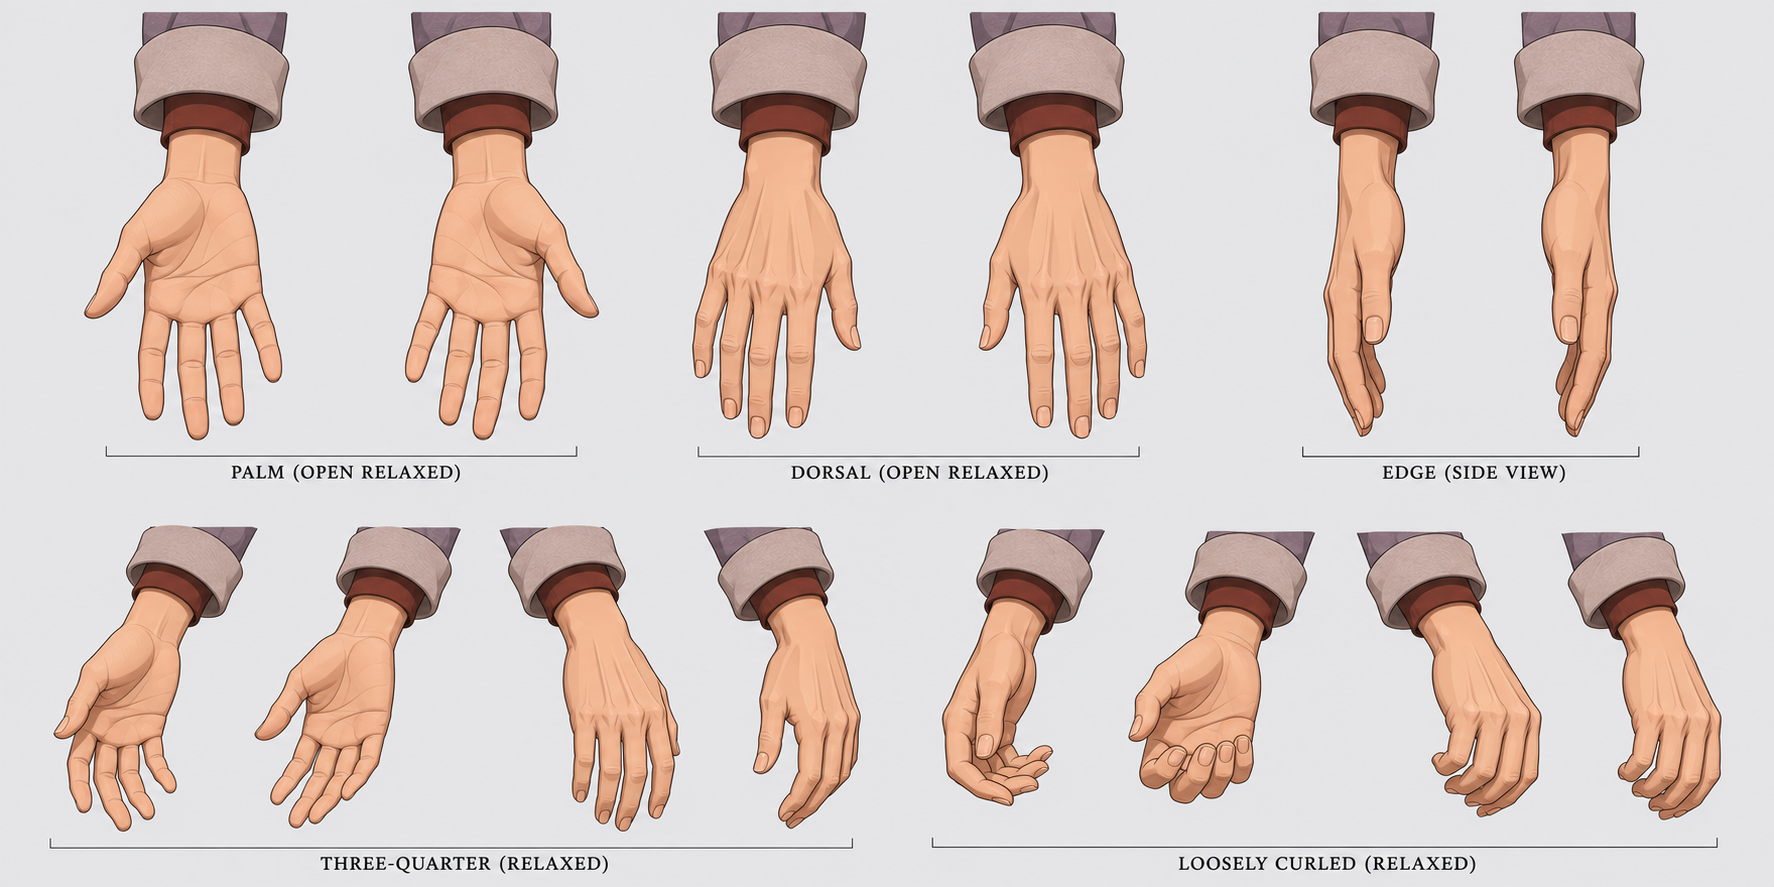 PALM (OPEN RELAXED)
DORSAL (OPEN RELAXED)
EDGE (SIDE VIEW)
THREE-QUARTER (RELAXED)
LOOSELY CURLED (RELAXED)